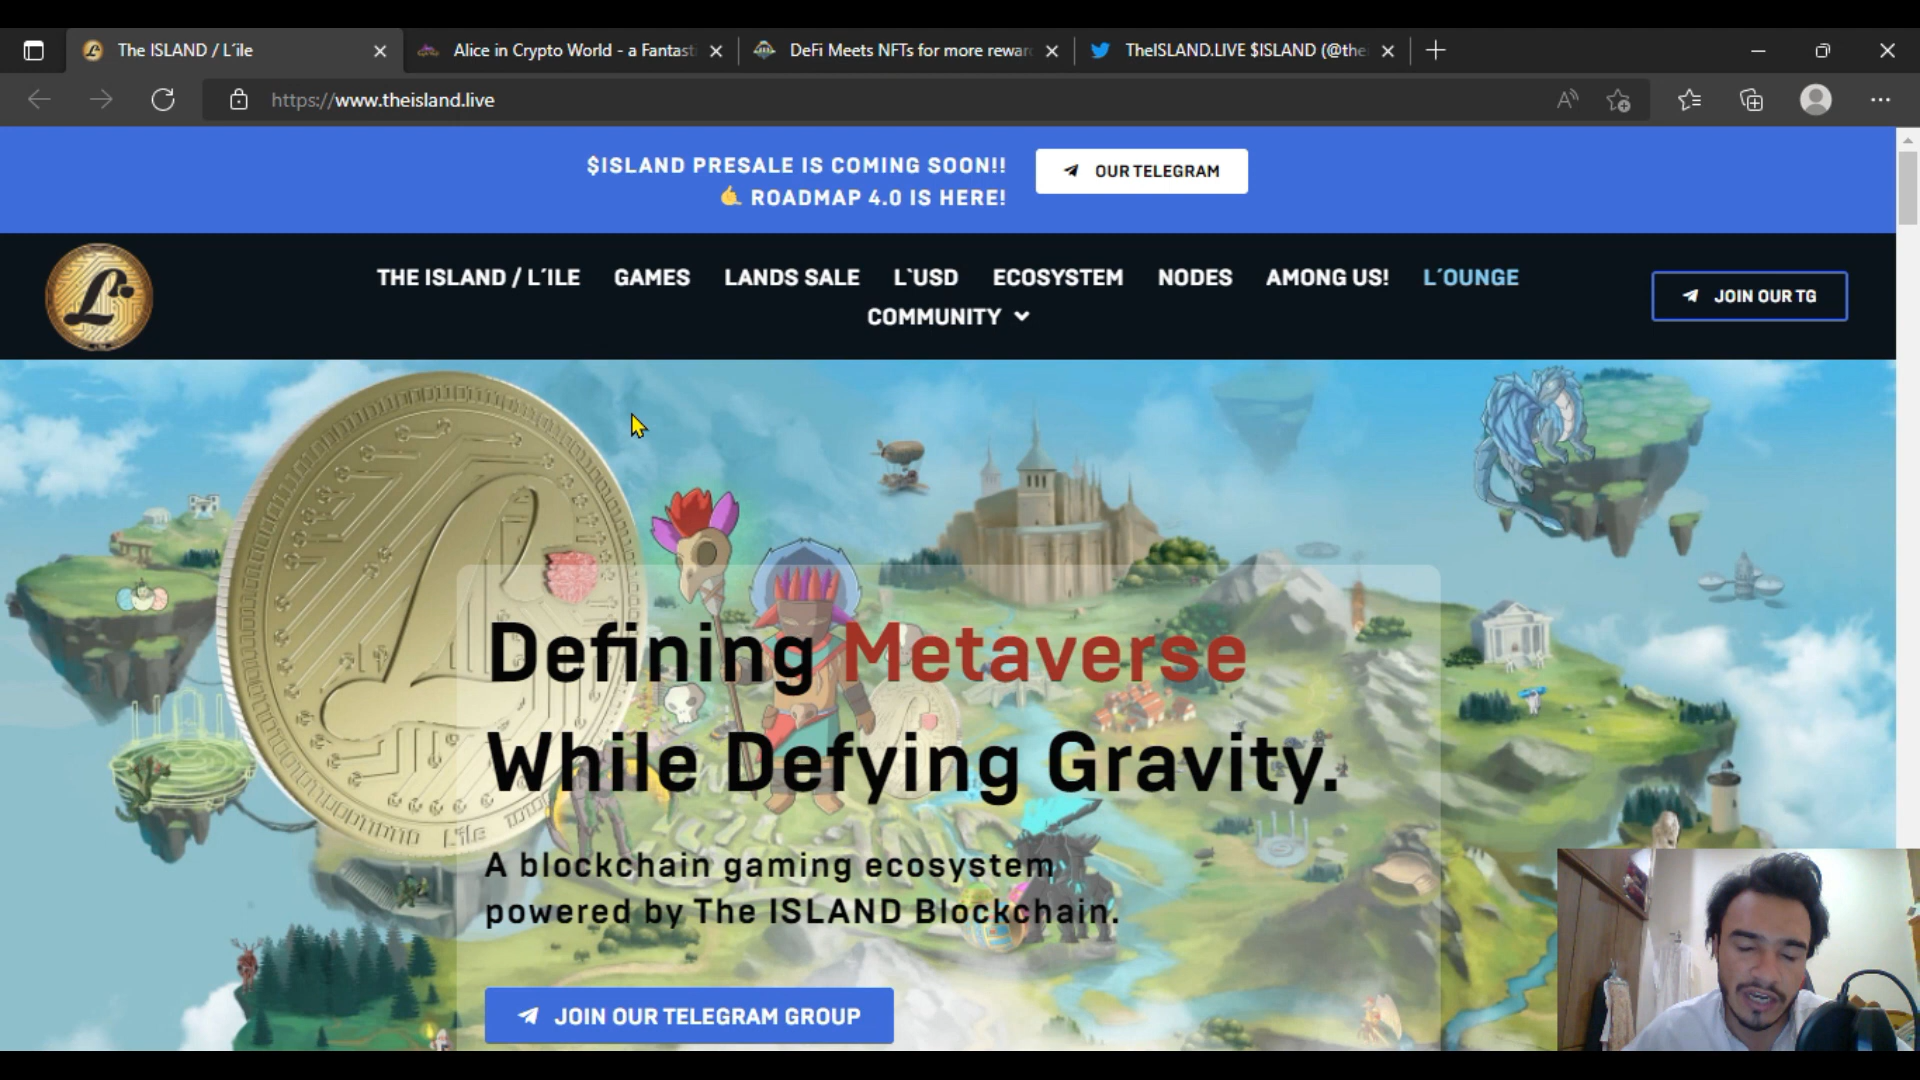 The ISLAND / L´île
Alice in Crypto World - a Fantast
DeFi Meets NFTs for more rewar
TheISLAND.LIVE $ISLAND (@the
https://www.theisland.live
$ISLAND PRESALE IS COMING SOON!!
🤙 ROADMAP 4.0 IS HERE!
OUR TELEGRAM
THE ISLAND / L´ILE GAMES LANDS SALE L`USD ECOSYSTEM NODES AMONG US! L´OUNGE
COMMUNITY
JOIN OUR TG
Defining Metaverse
While Defying Gravity.
A blockchain gaming ecosystem
powered by The ISLAND Blockchain.
JOIN OUR TELEGRAM GROUP